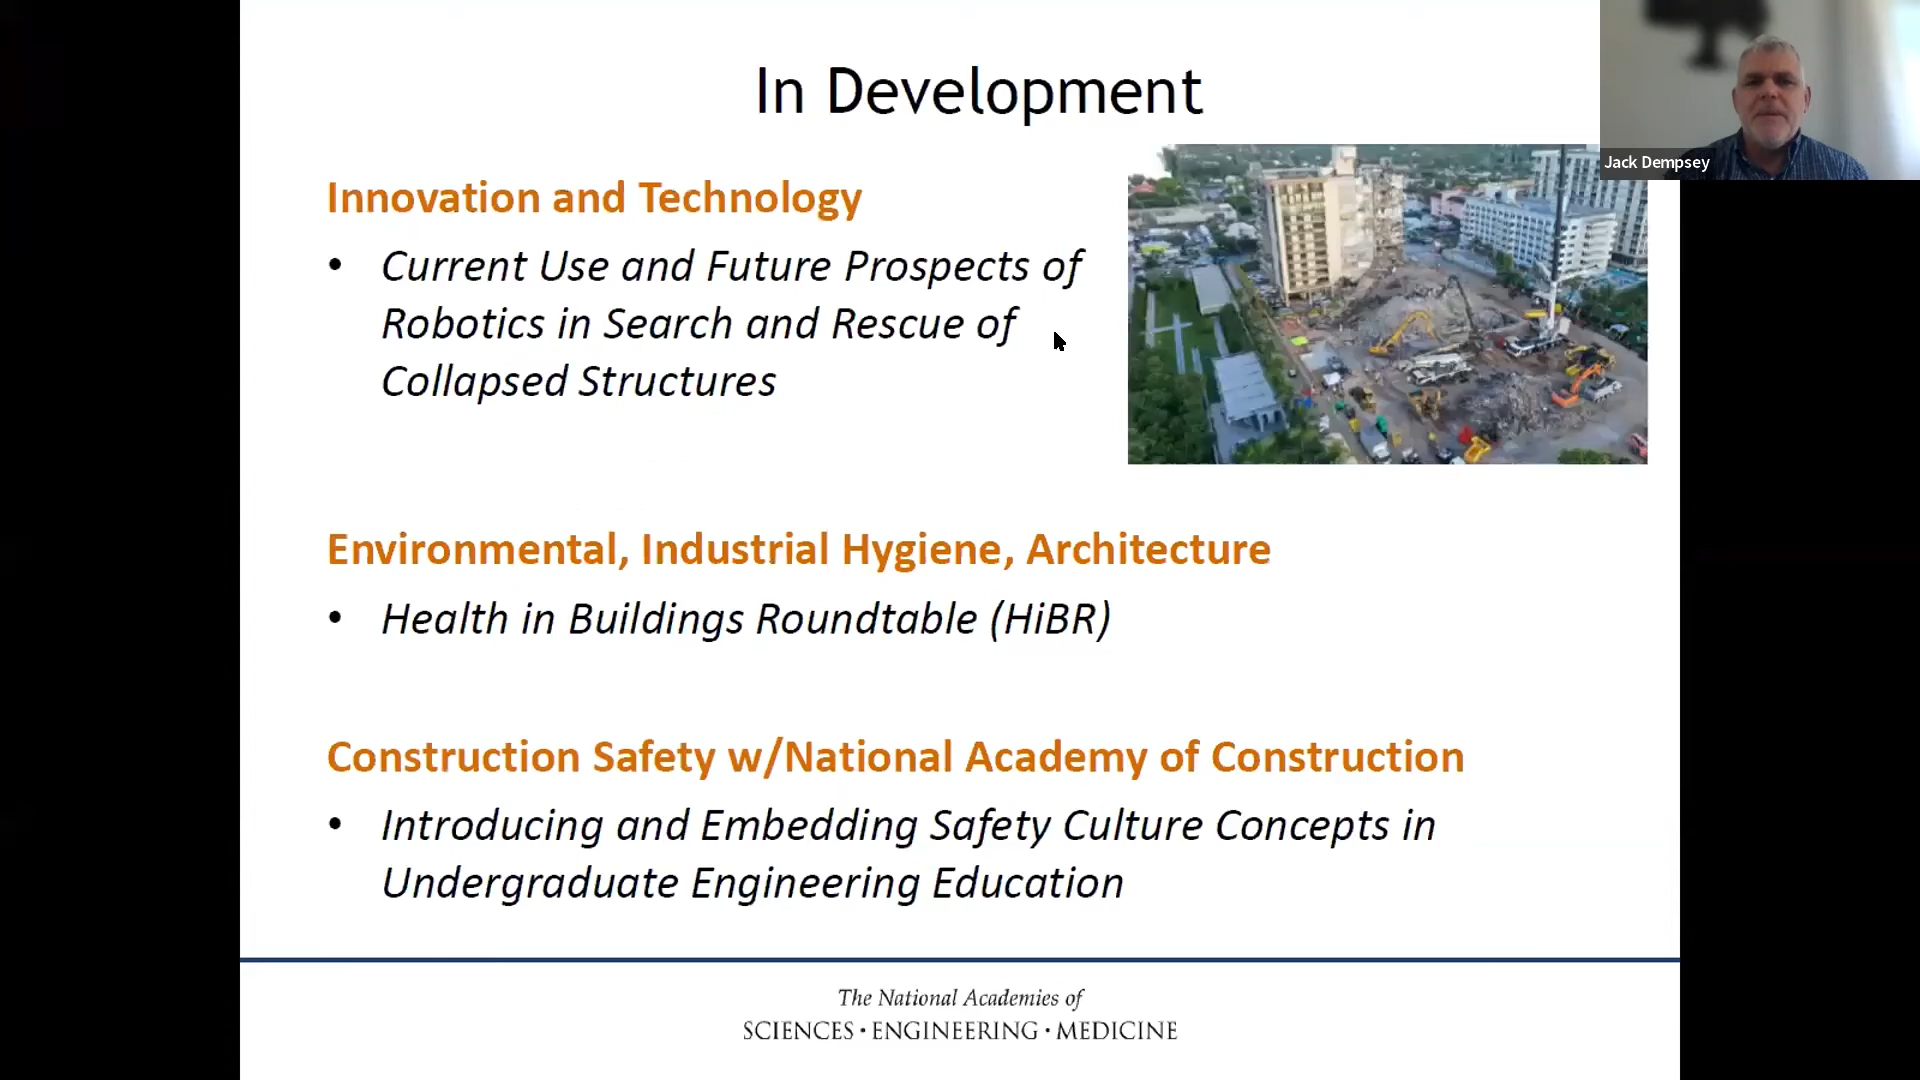 In Development
Jack Dempsey
Innovation and Technology
• Current Use and Future Prospects of
Robotics in Search and Rescue of
Collapsed Structures
Environmental, Industrial Hygiene, Architecture
• Health in Buildings Roundtable (HiBR)
Construction Safety w/National Academy of Construction
• Introducing and Embedding Safety Culture Concepts in
Undergraduate Engineering Education
The National Academies of
SCIENCES • ENGINEERING • MEDICINE